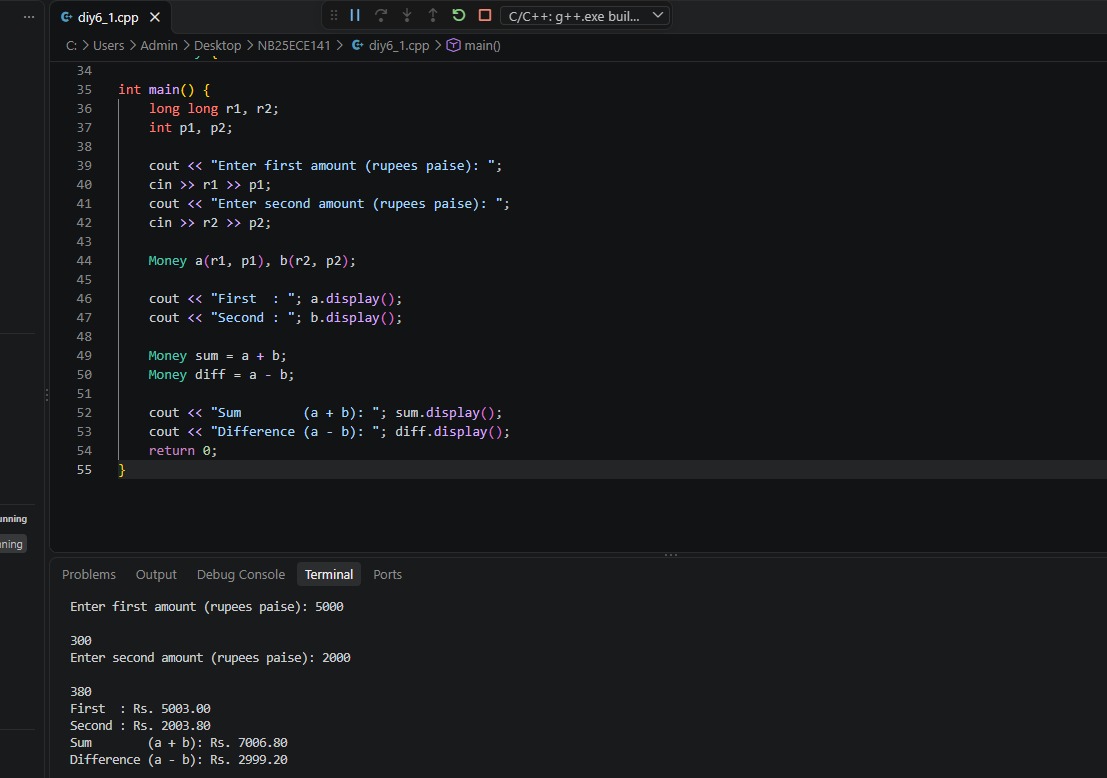 diy6_1.cpp
C/C++: g++.exe buil...
C: > Users > Admin > Desktop > NB25ECE141 > diy6_1.cpp > main()
34
35 int main() {
36 long long r1, r2;
37 int p1, p2;
38
39 cout << "Enter first amount (rupees paise): ";
40 cin >> r1 >> p1;
41 cout << "Enter second amount (rupees paise): ";
42 cin >> r2 >> p2;
43
44 Money a(r1, p1), b(r2, p2);
45
46 cout << "First  : "; a.display();
47 cout << "Second : "; b.display();
48
49 Money sum = a + b;
50 Money diff = a - b;
51
52 cout << "Sum        (a + b): "; sum.display();
53 cout << "Difference (a - b): "; diff.display();
54 return 0;
55 }
unning
ning
Problems Output Debug Console Terminal Ports
Enter first amount (rupees paise): 5000
300
Enter second amount (rupees paise): 2000
380
First  : Rs. 5003.00
Second : Rs. 2003.80
Sum        (a + b): Rs. 7006.80
Difference (a - b): Rs. 2999.20